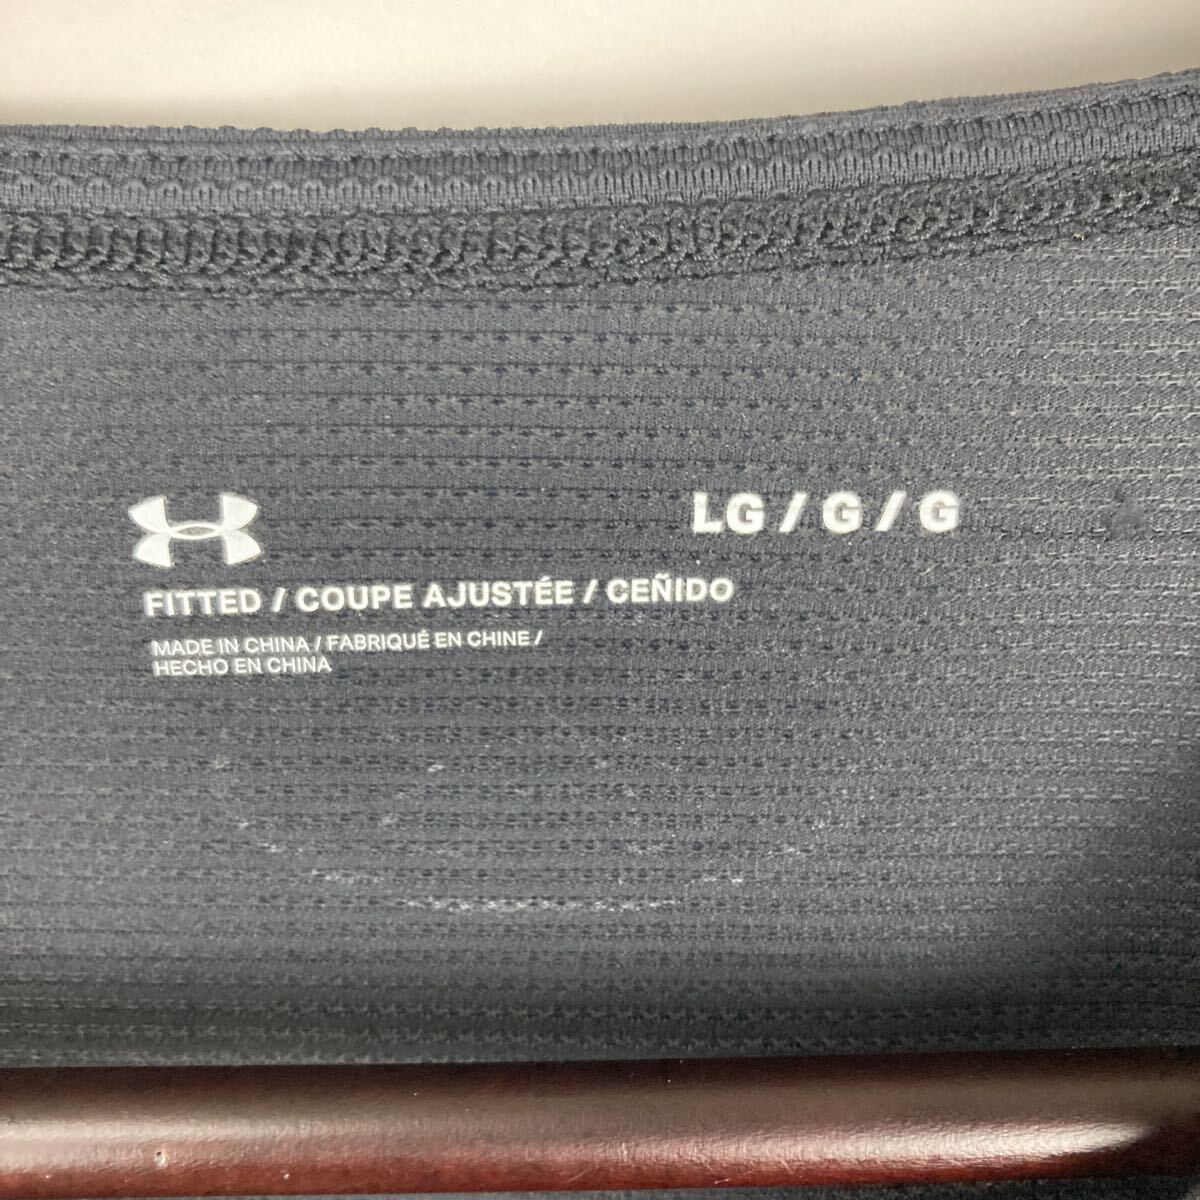 LG / G / G
FITTED / COUPE AJUSTÉE / CEÑIDO
MADE IN CHINA / FABRIQUÉ EN CHINE /
HECHO EN CHINA